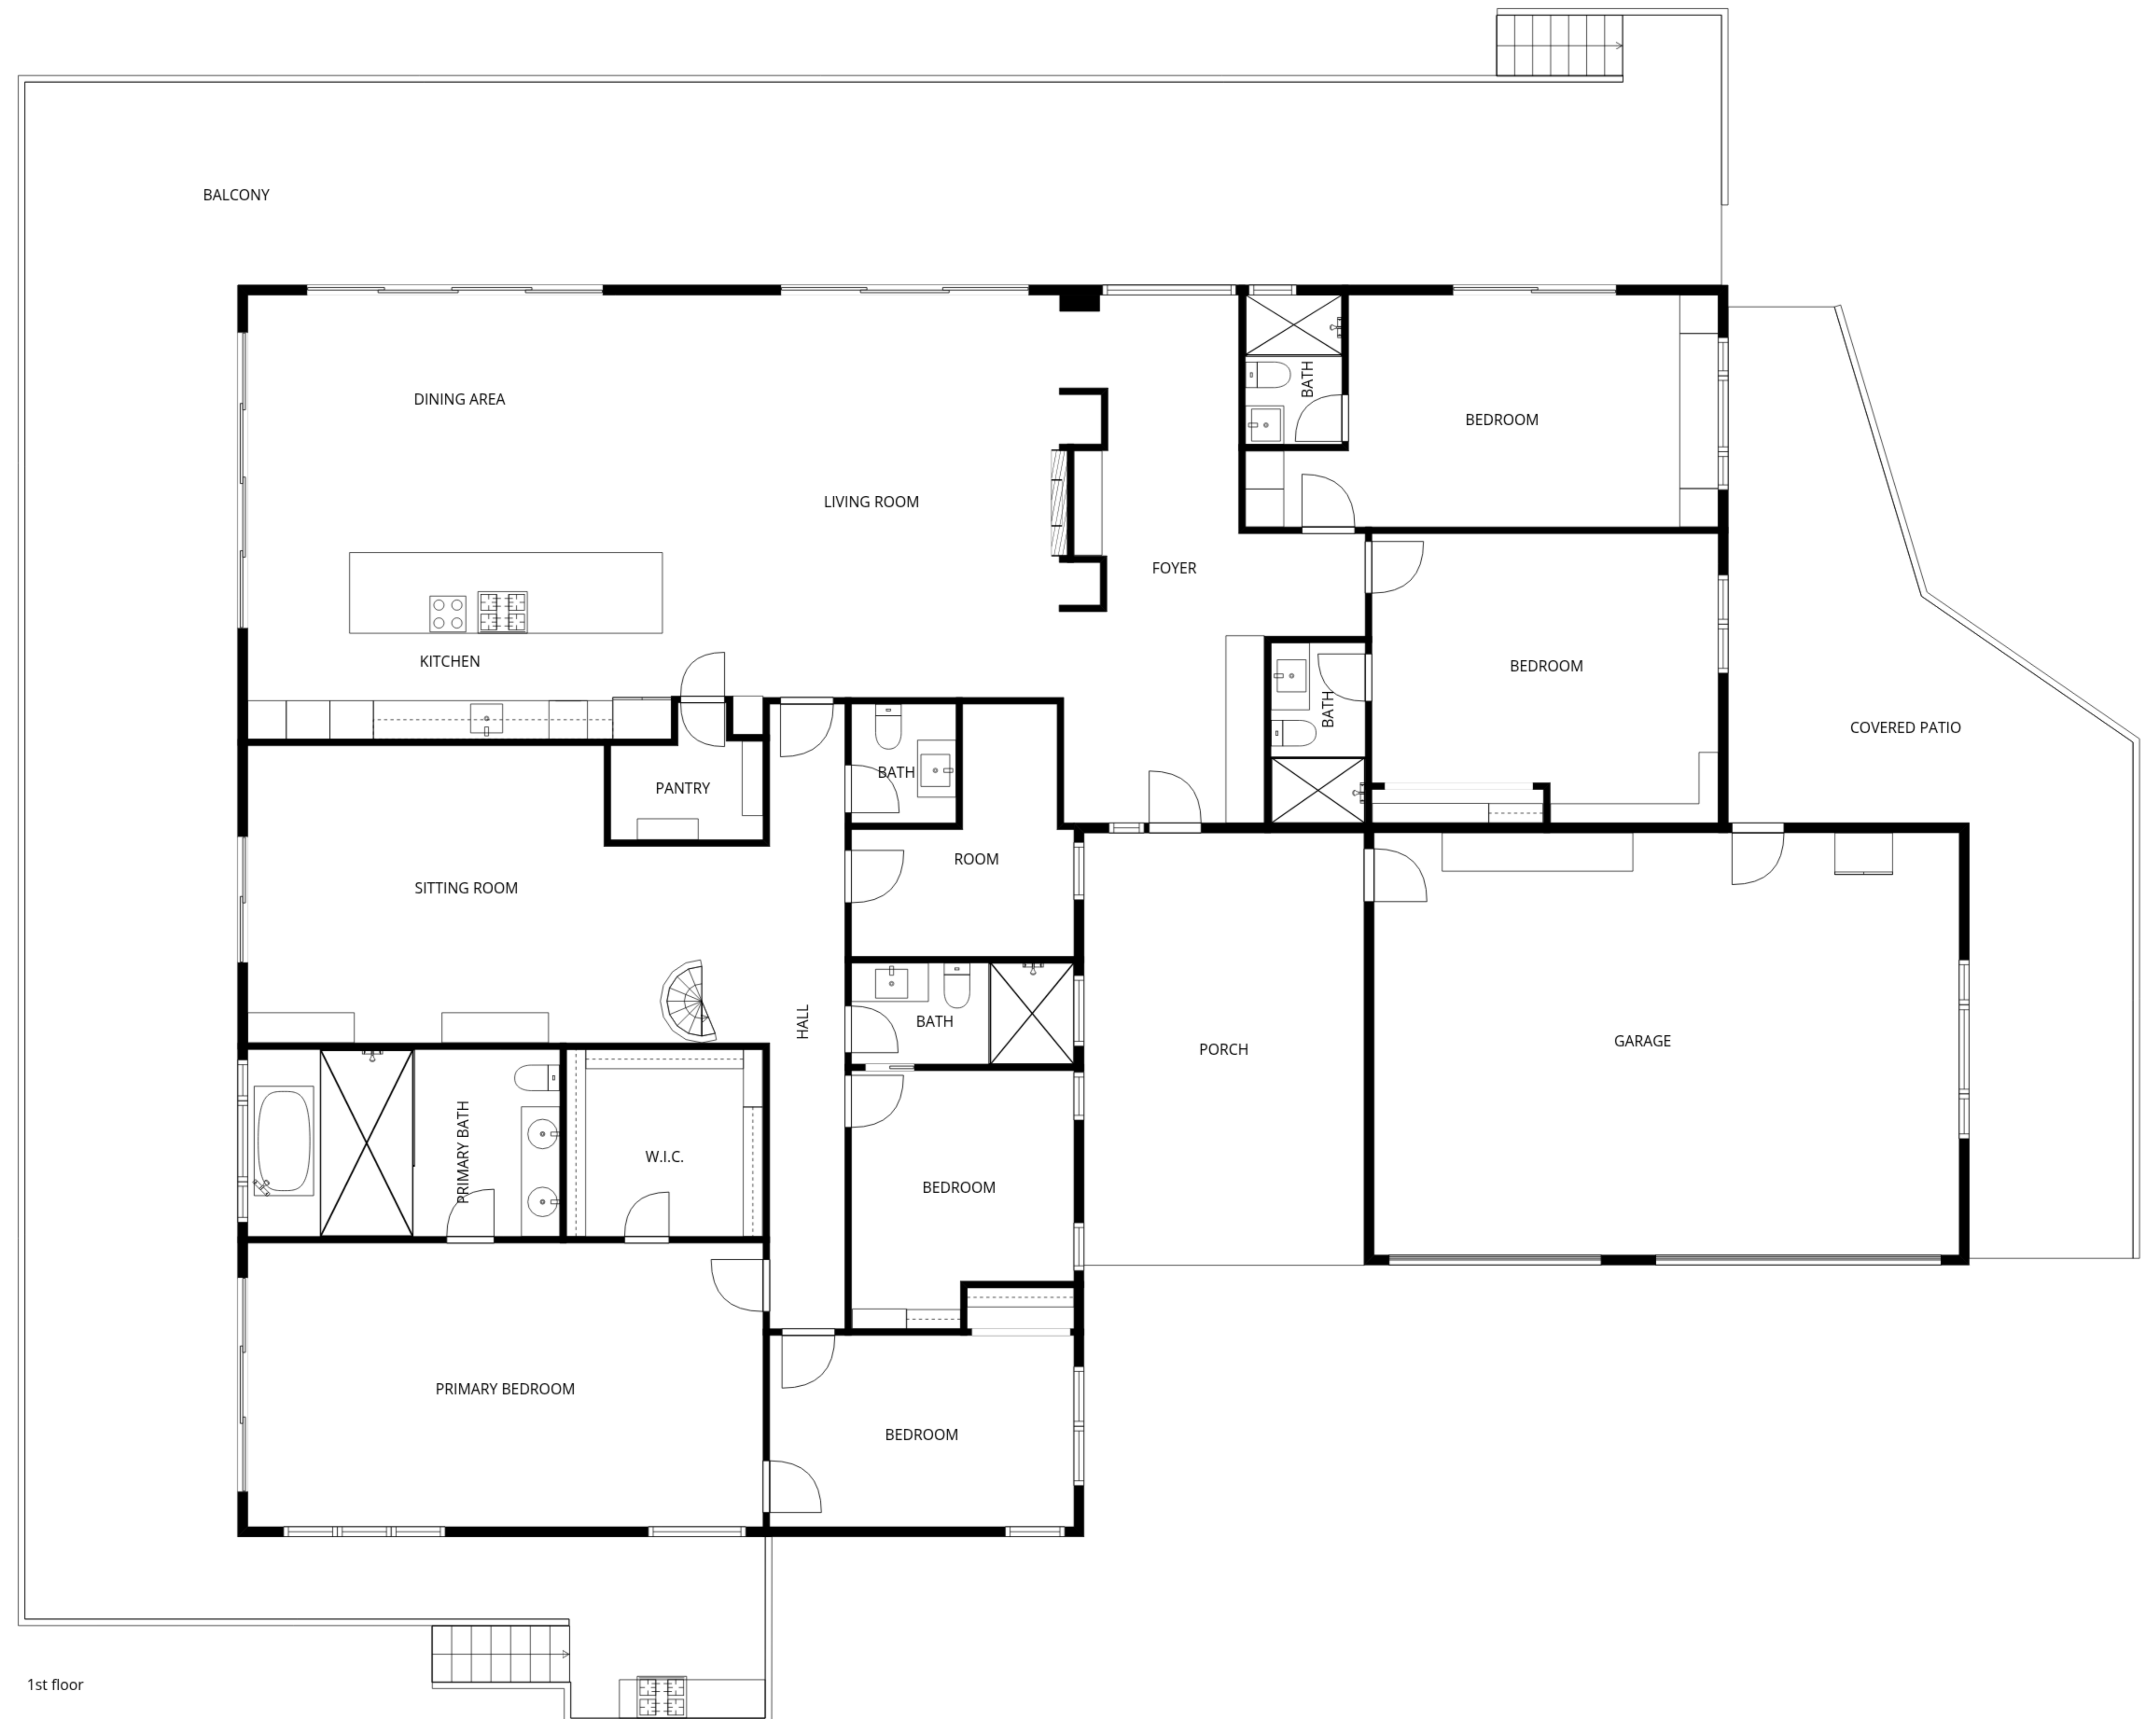 BALCONY
DINING AREA
BATH
BEDROOM
LIVING ROOM
FOYER
KITCHEN
BEDROOM
BATH
COVERED PATIO
BATH
PANTRY
ROOM
SITTING ROOM
HALL
BATH
PORCH
GARAGE
PRIMARY BATH
W.I.C.
BEDROOM
PRIMARY BEDROOM
BEDROOM
1st floor